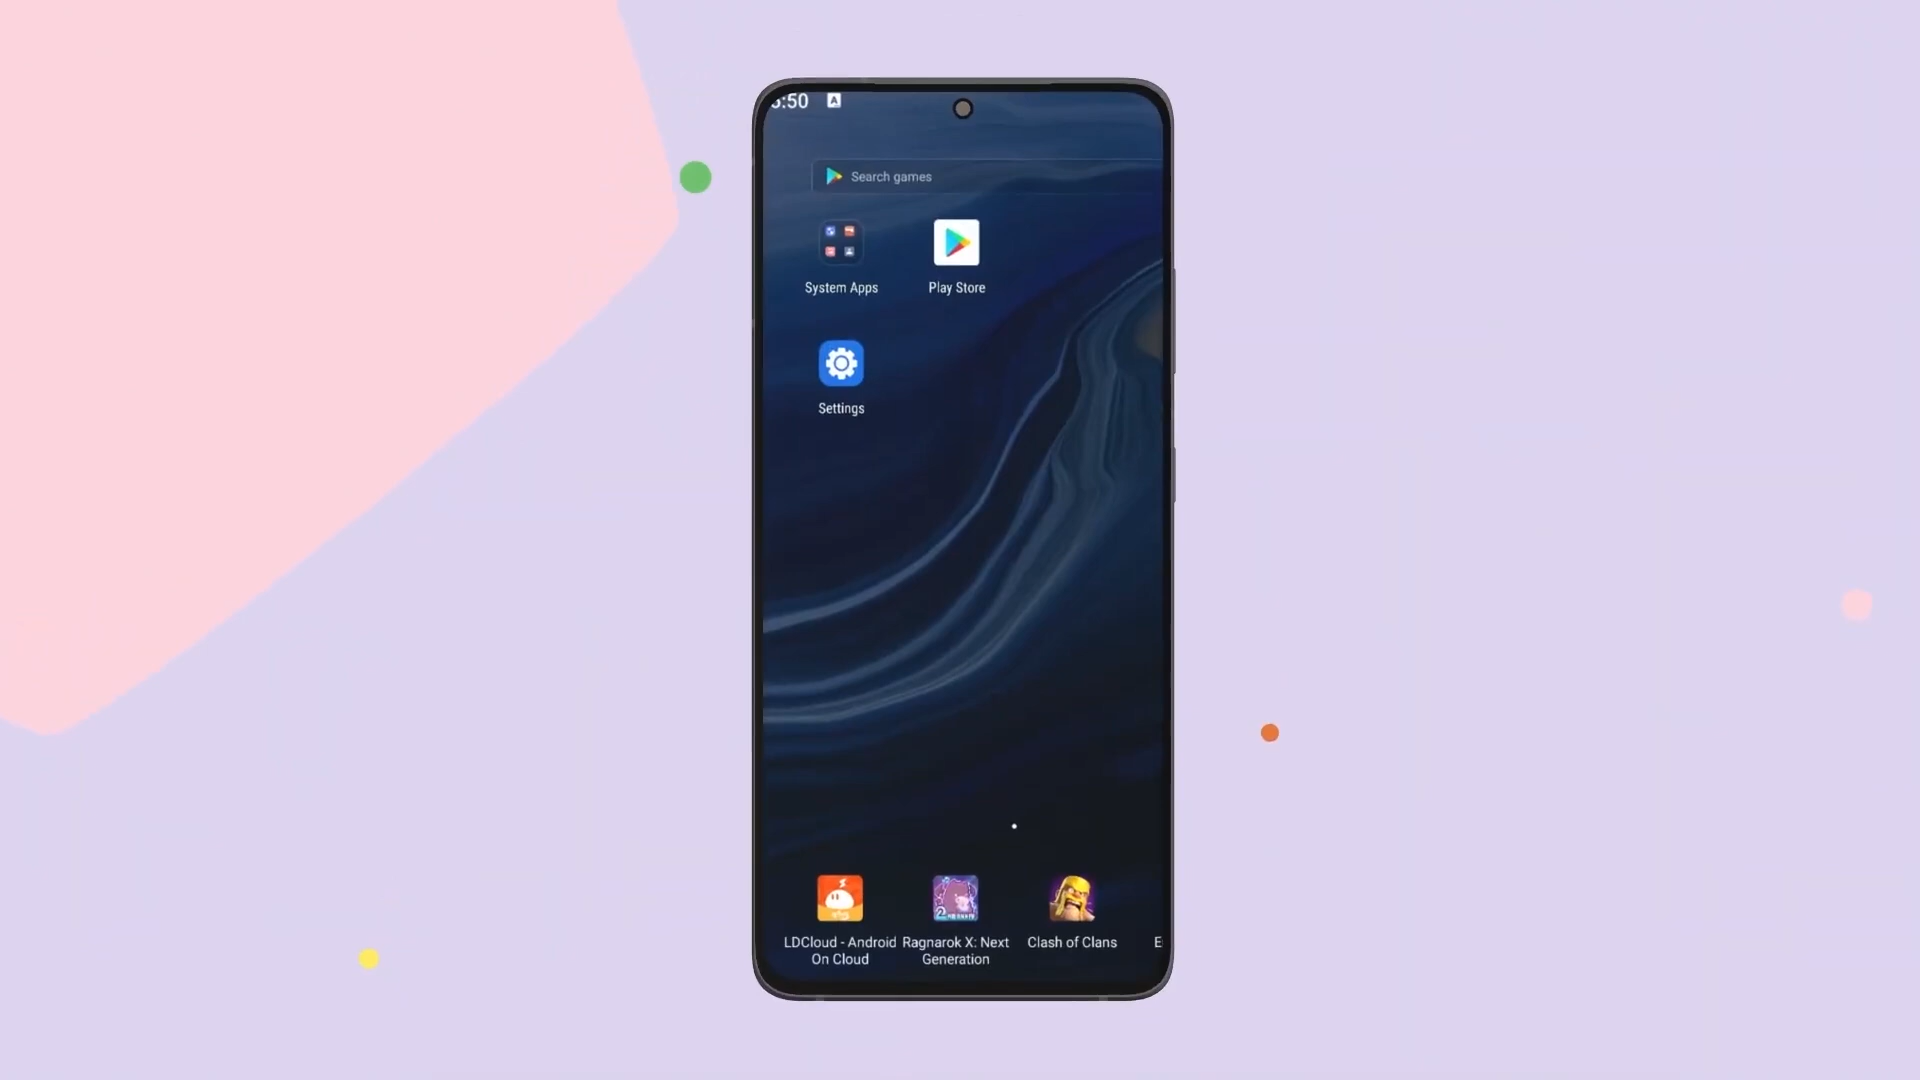 :50
A
Search games
System Apps
Play Store
Settings
LDCloud - Android
On Cloud
Ragnarok X: Next
Generation
Clash of Clans
E